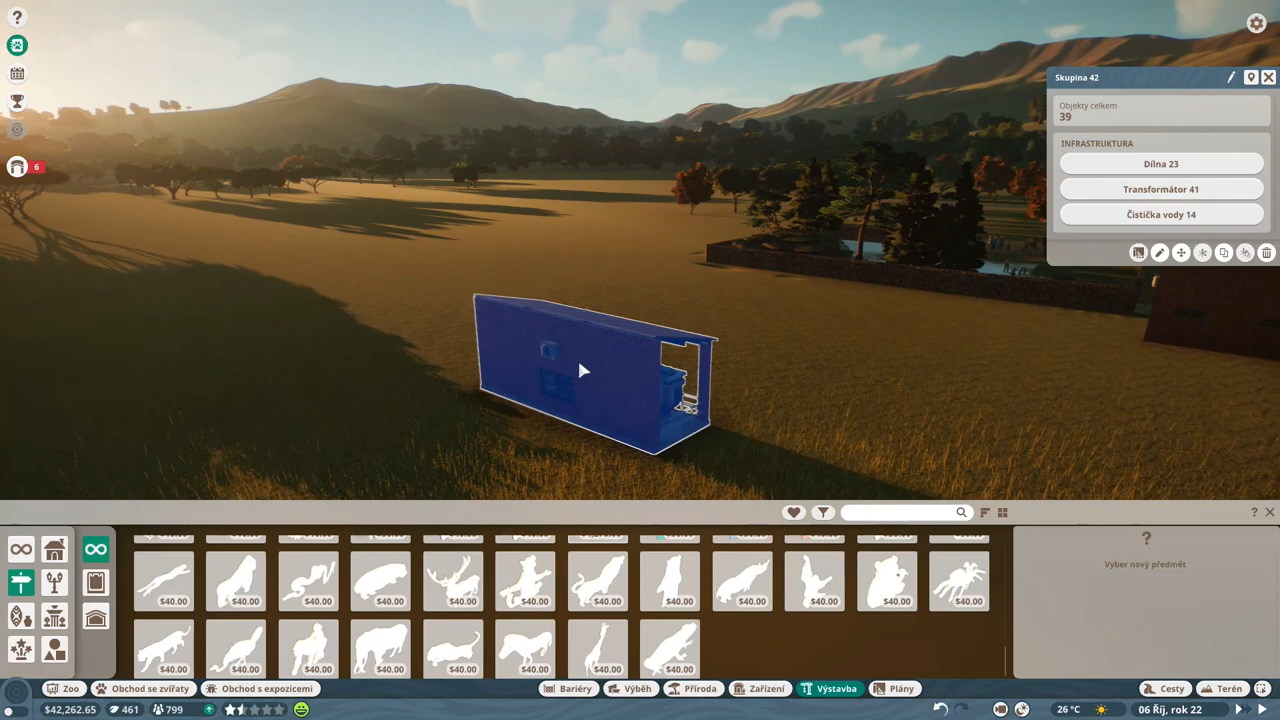 ?
6
Skupina 42
Objekty celkem
39
INFRASTRUKTURA
Dílna 23
Transformátor 41
Čistička vody 14
?
?
Vyber nový předmět
$40.00 $40.00 $40.00 $40.00 $40.00 $40.00 $40.00 $40.00 $40.00 $40.00 $40.00 $40.00
$40.00 $40.00 $40.00 $40.00 $40.00 $40.00 $40.00 $40.00
Zoo Obchod se zvířaty Obchod s expozicemi Bariéry Výběh Příroda Zařízení Výstavba Plány Cesty Terén
$42,262.65 461 799 26 °C 06 Říj, rok 22